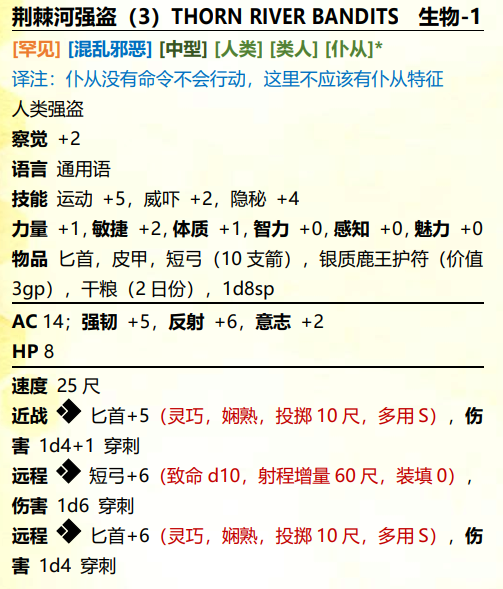 荆棘河强盗（3）THORN RIVER BANDITS 生物-1
[罕见] [混乱邪恶] [中型] [人类] [类人] [仆从]*
译注：仆从没有命令不会行动，这里不应该有仆从特征
人类强盗
察觉 +2
语言 通用语
技能 运动 +5，威吓 +2，隐秘 +4
力量 +1, 敏捷 +2, 体质 +1, 智力 +0, 感知 +0, 魅力 +0
物品 匕首，皮甲，短弓（10 支箭），银质鹿王护符（价值
3gp），干粮（2 日份），1d8sp
AC 14；强韧 +5，反射 +6，意志 +2
HP 8
速度 25 尺
近战 匕首+5（灵巧，娴熟，投掷 10 尺，多用 S），伤
害 1d4+1 穿刺
远程 短弓+6（致命 d10，射程增量 60 尺，装填 0），
伤害 1d6 穿刺
远程 匕首+6（灵巧，娴熟，投掷 10 尺，多用 S），伤
害 1d4 穿刺